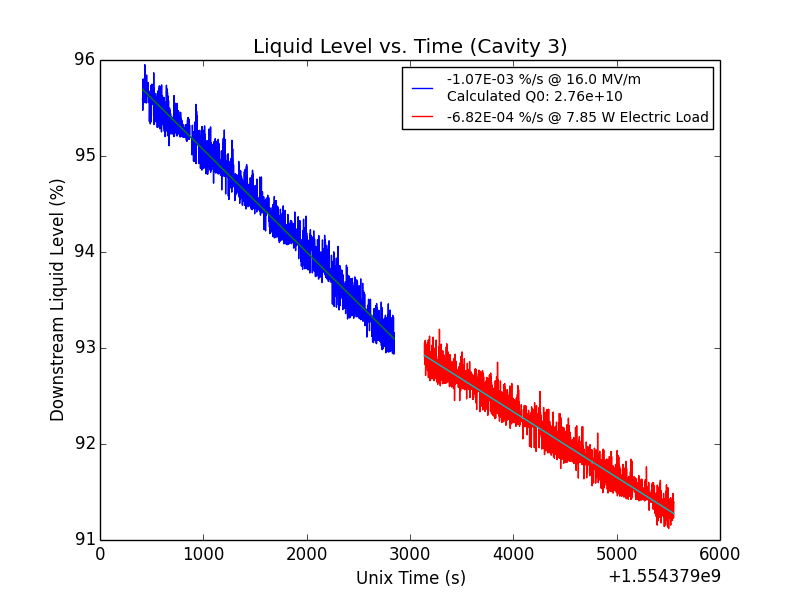 Liquid Level vs. Time (Cavity 3)
-1.07E-03 %/s @ 16.0 MV/m
Calculated Q0: 2.76e+10
-6.82E-04 %/s @ 7.85 W Electric Load
Downstream Liquid Level (%)
96
95
94
93
92
91
0 1000 2000 3000 4000 5000 6000
Unix Time (s)
+1.554379e9